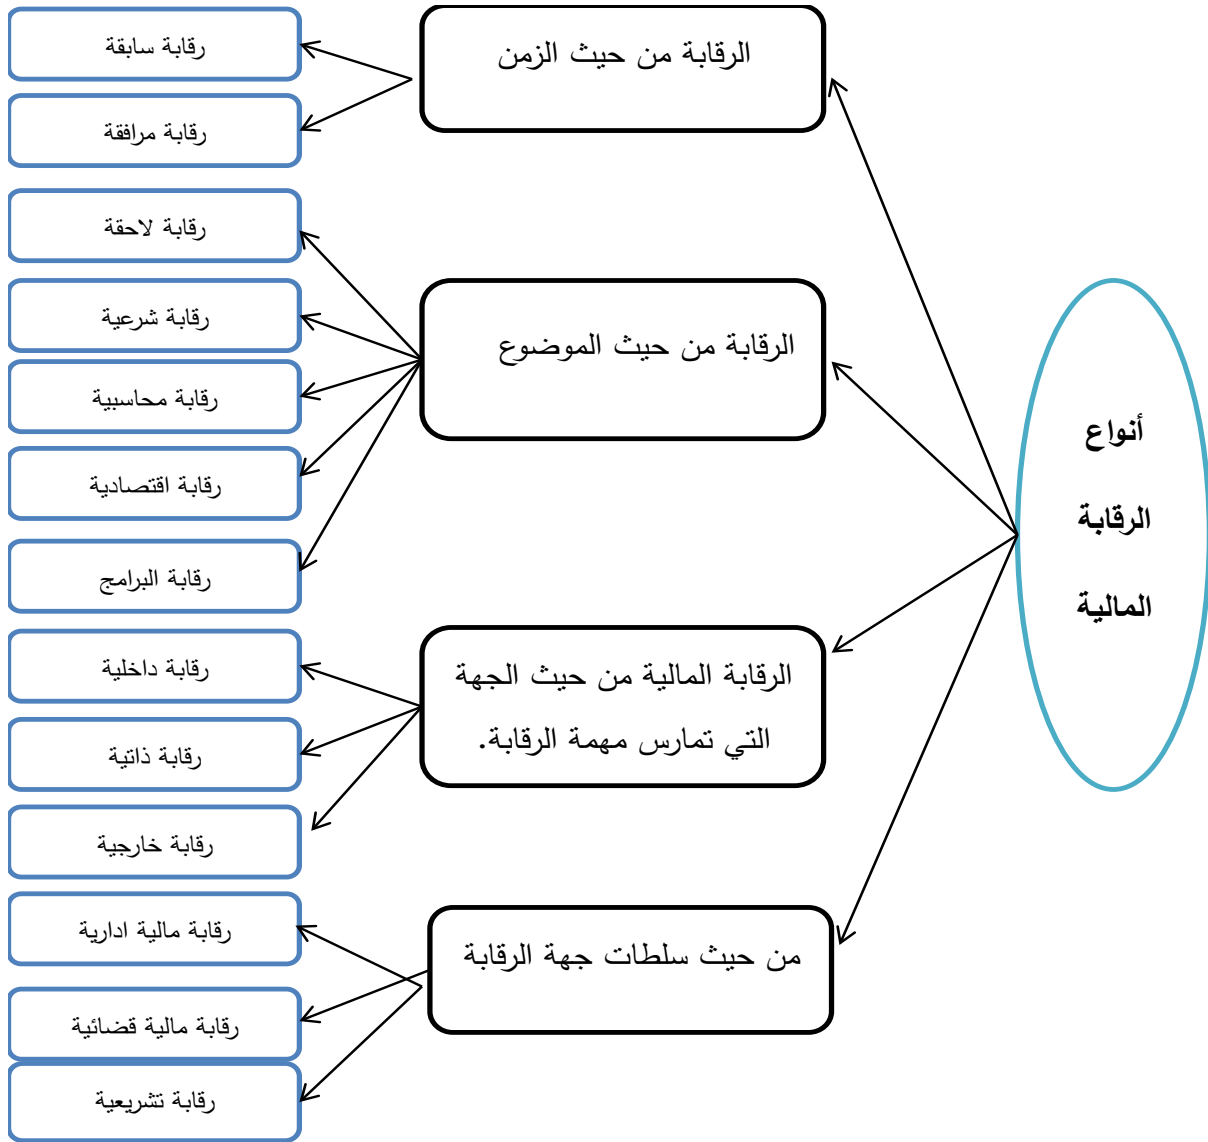 أنواع
الرقابة
المالية
الرقابة من حيث الزمن
رقابة سابقة
رقابة مرافقة
الرقابة من حيث الموضوع
رقابة لاحقة
رقابة شرعية
رقابة محاسبية
رقابة اقتصادية
رقابة البرامج
الرقابة المالية من حيث الجهة
التي تمارس مهمة الرقابة.
رقابة داخلية
رقابة ذاتية
رقابة خارجية
من حيث سلطات جهة الرقابة
رقابة مالية ادارية
رقابة مالية قضائية
رقابة تشريعية